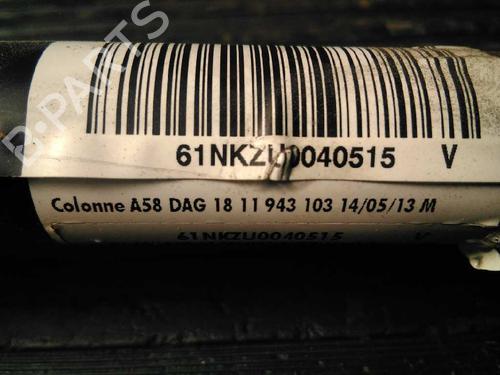 B-PARTS
61NKZU0040515 V
Colonne A58 DAG 18 11 943 103 14/05/13 M
61NKZU0040515 V